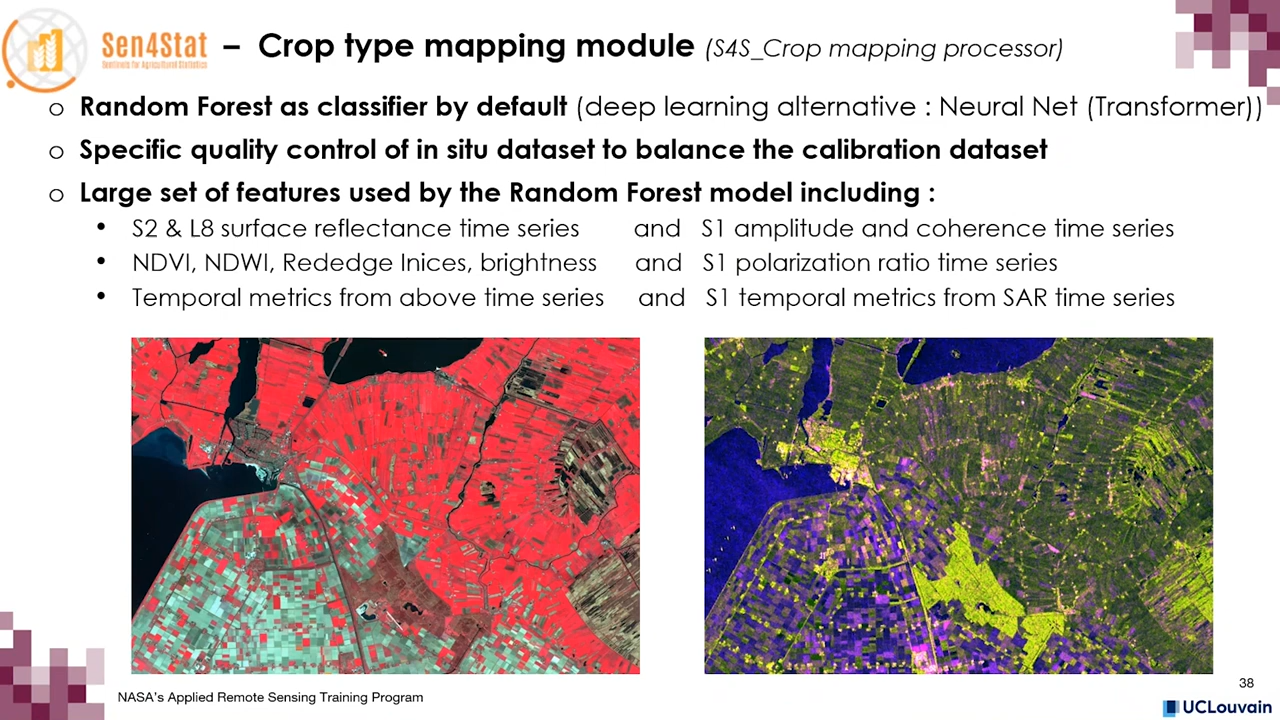 Sen4Stat – Crop type mapping module (S4S_Crop mapping processor)
Sentinels for Agricultural Statistics
o Random Forest as classifier by default (deep learning alternative : Neural Net (Transformer))
o Specific quality control of in situ dataset to balance the calibration dataset
o Large set of features used by the Random Forest model including :
• S2 & L8 surface reflectance time series and S1 amplitude and coherence time series
• NDVI, NDWI, Rededge Inices, brightness and S1 polarization ratio time series
• Temporal metrics from above time series and S1 temporal metrics from SAR time series
NASA's Applied Remote Sensing Training Program
38
UCLouvain